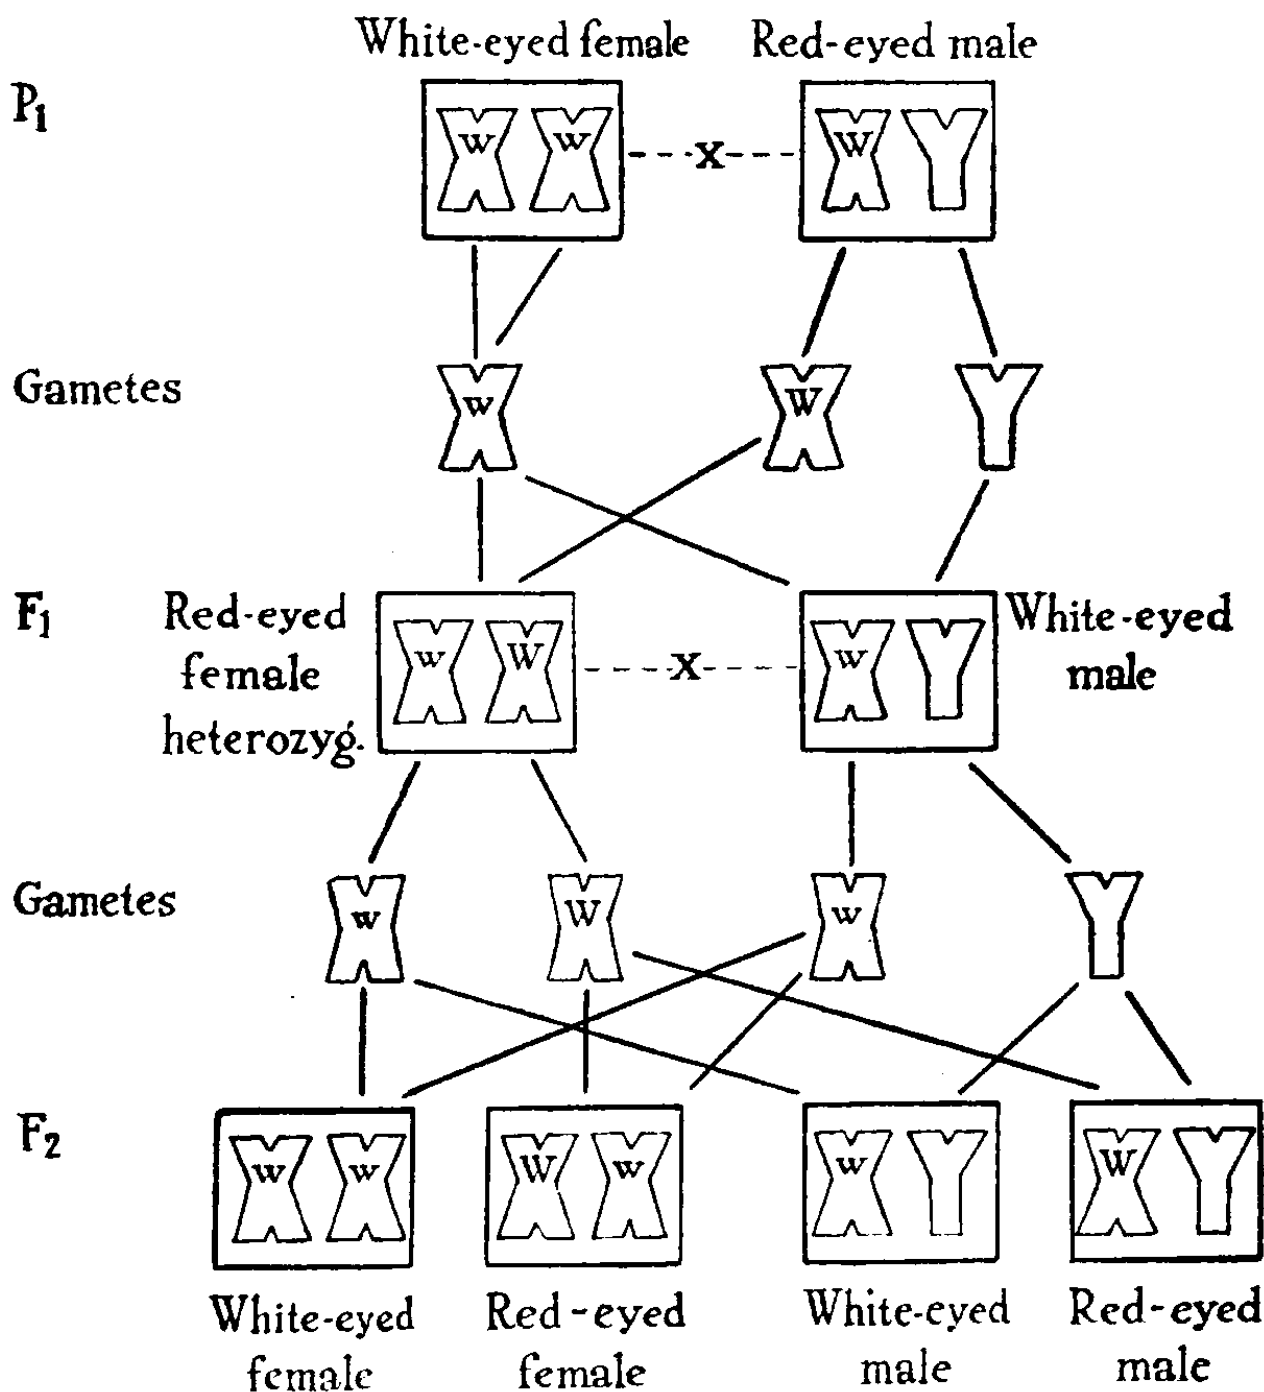 White-eyed female Red-eyed male
P1
w w x W Y
Gametes
w W Y
F1
Red-eyed
female
heterozyg.
w W x w Y
White-eyed
male
Gametes
w W w Y
F2
w w W w w Y W Y
White-eyed
female
Red-eyed
female
White-eyed
male
Red-eyed
male